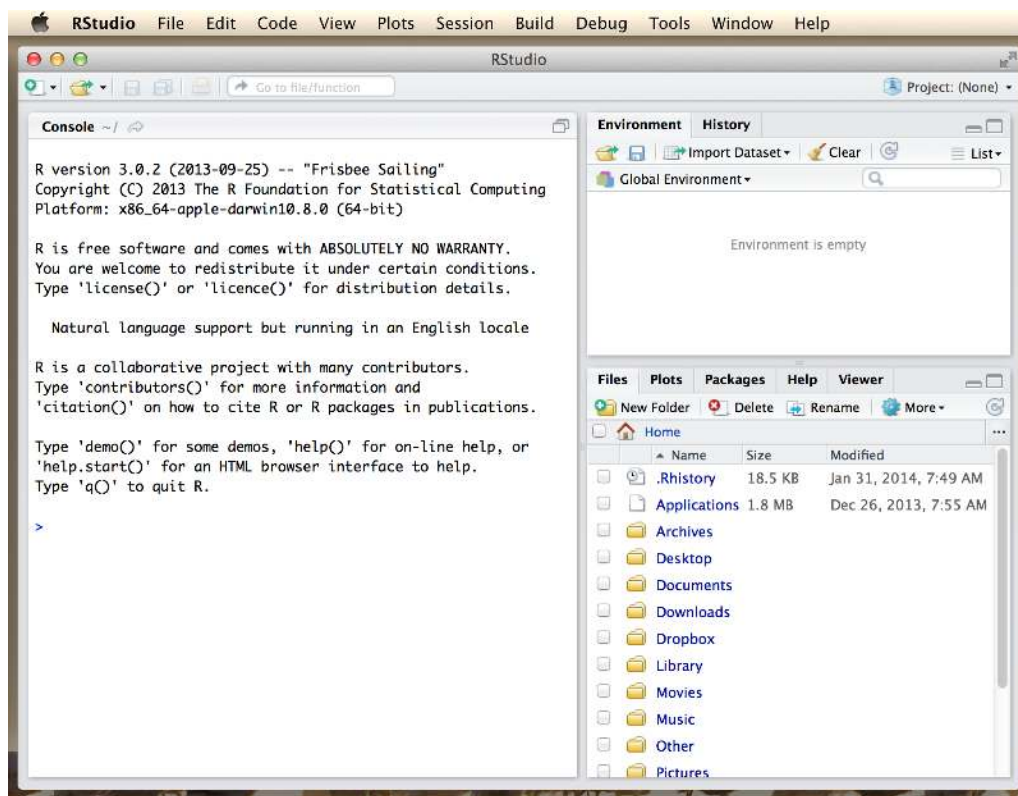 RStudio File Edit Code View Plots Session Build Debug Tools Window Help
RStudio
Go to file/function
Project: (None)
Console ~/
R version 3.0.2 (2013-09-25) -- "Frisbee Sailing"
Copyright (C) 2013 The R Foundation for Statistical Computing
Platform: x86_64-apple-darwin10.8.0 (64-bit)
R is free software and comes with ABSOLUTELY NO WARRANTY.
You are welcome to redistribute it under certain conditions.
Type 'license()' or 'licence()' for distribution details.
Natural language support but running in an English locale
R is a collaborative project with many contributors.
Type 'contributors()' for more information and
'citation()' on how to cite R or R packages in publications.
Type 'demo()' for some demos, 'help()' for on-line help, or
'help.start()' for an HTML browser interface to help.
Type 'q()' to quit R.
>
Environment History
Import Dataset Clear List
Global Environment
Environment is empty
Files Plots Packages Help Viewer
New Folder Delete Rename More
Home ...
Name Size Modified
.Rhistory 18.5 KB Jan 31, 2014, 7:49 AM
Applications 1.8 MB Dec 26, 2013, 7:55 AM
Archives
Desktop
Documents
Downloads
Dropbox
Library
Movies
Music
Other
Pictures